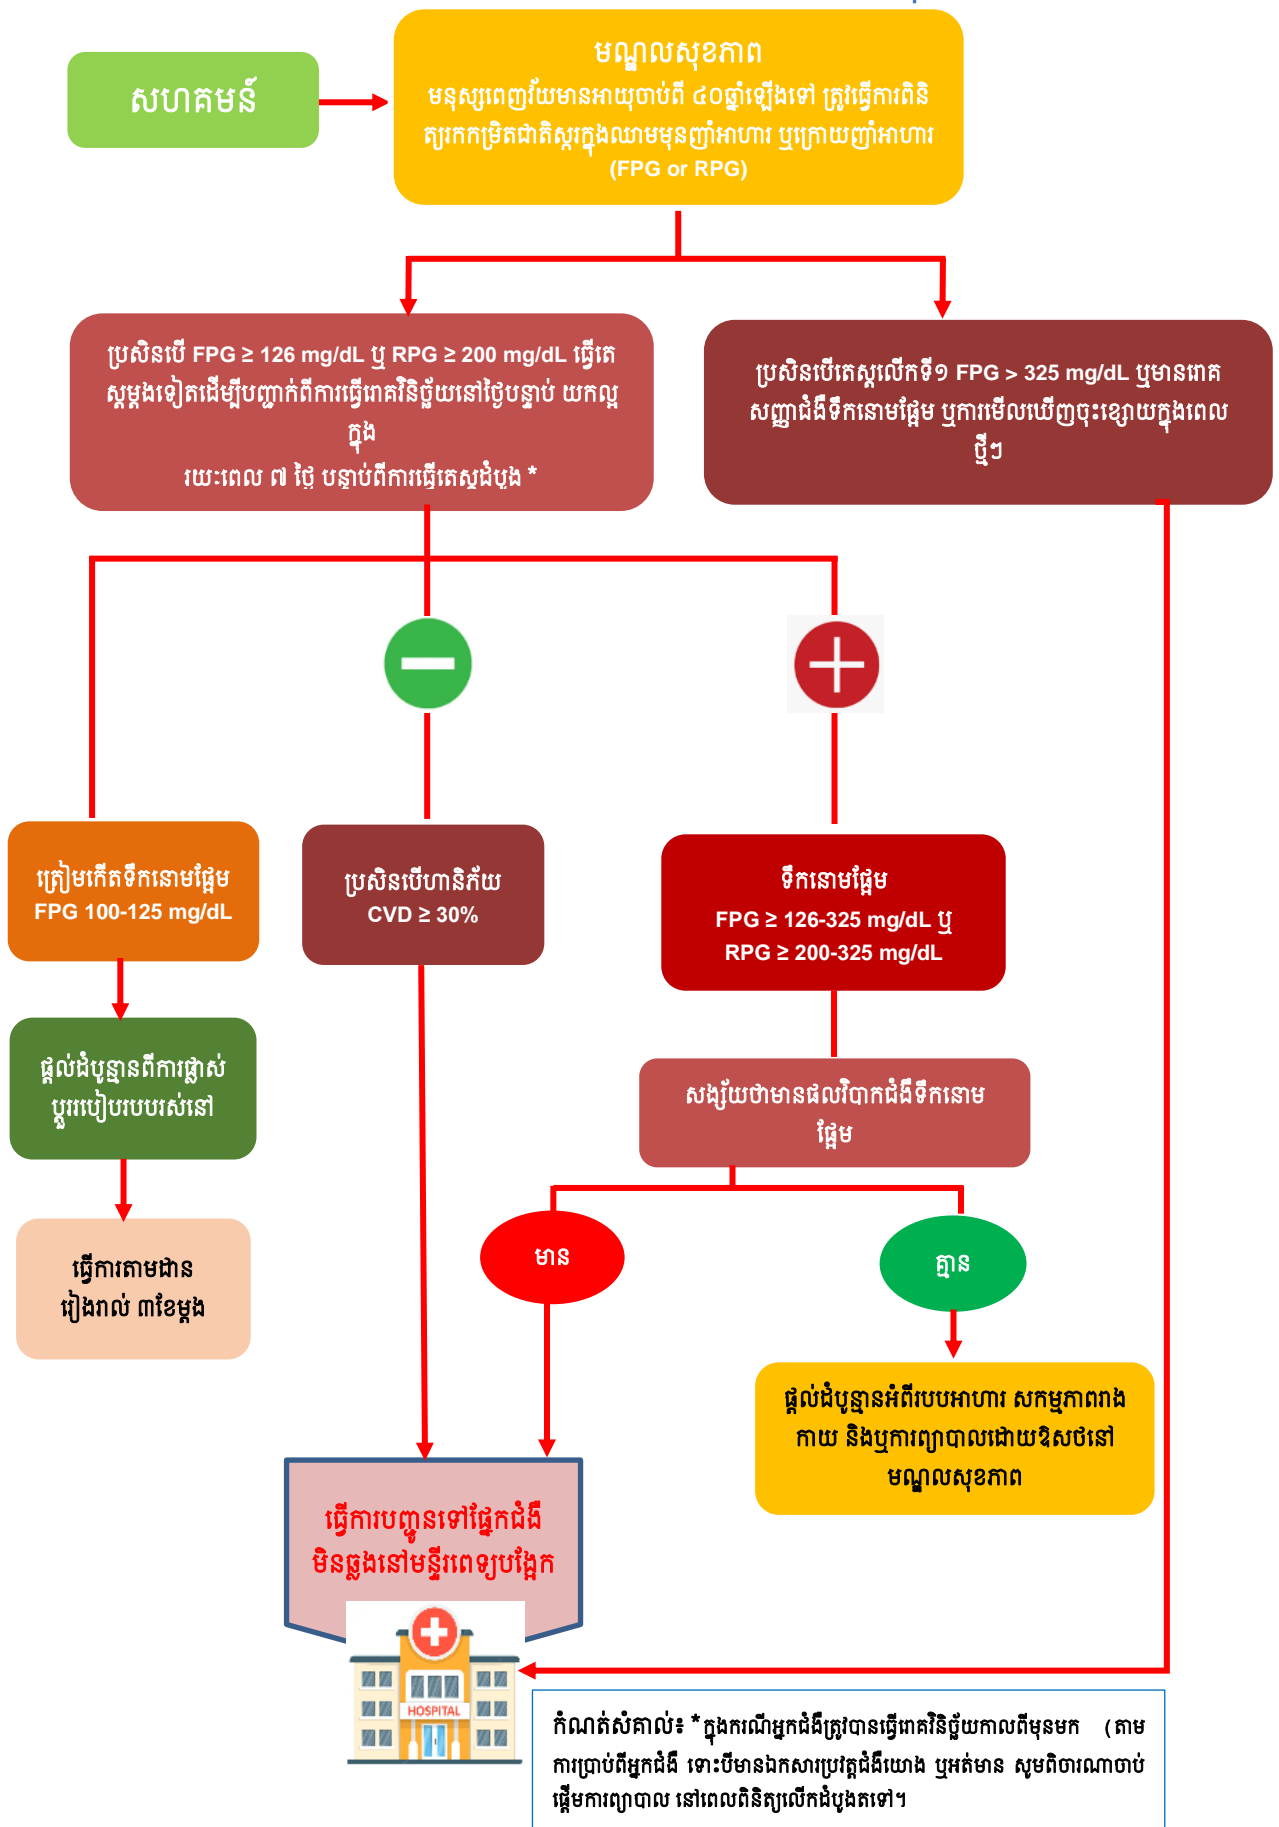 សហគមន៍
មណ្ឌលសុខភាព
មនុស្សពេញវ័យមានអាយុចាប់ពី ៤០ឆ្នាំឡើងទៅ ត្រូវធ្វើការពិនិ
ត្យរកកម្រិតជាតិស្ករក្នុងឈាមមុនញ៉ាំអាហារ ឬក្រោយញ៉ាំអាហារ
(FPG or RPG)
ប្រសិនបើ FPG ≥ 126 mg/dL ឬ RPG ≥ 200 mg/dL ធ្វើតេ
ស្តម្តងទៀតដើម្បីបញ្ជាក់ពីការធ្វើរោគវិនិច្ឆ័យនៅថ្ងៃបន្ទាប់ យកល្អ
ក្នុង
រយៈពេល ៧ ថ្ងៃ បន្ទាប់ពីការធ្វើតេស្តដំបូង *
ប្រសិនបើតេស្តលើកទី១ FPG > 325 mg/dL ឬមានរោគ
សញ្ញាជំងឺទឹកនោមផ្អែម ឬការមើលឃើញចុះខ្សោយក្នុងពេល
ថ្មីៗ
ត្រៀមកើតទឹកនោមផ្អែម
FPG 100-125 mg/dL
ប្រសិនបើហានិភ័យ
CVD ≥ 30%
ទឹកនោមផ្អែម
FPG ≥ 126-325 mg/dL ឬ
RPG ≥ 200-325 mg/dL
ផ្តល់ដំបូន្មានពីការផ្លាស់
ប្តូររបៀបរបបរស់នៅ
សង្ស័យថាមានផលវិបាកជំងឺទឹកនោម
ផ្អែម
ធ្វើការតាមដាន
រៀងរាល់ ៣ខែម្តង
មាន
គ្មាន
ផ្តល់ដំបូន្មានអំពីរបបអាហារ សកម្មភាពរាង
កាយ និងឬការព្យាបាលដោយឱសថនៅ
មណ្ឌលសុខភាព
ធ្វើការបញ្ជូនទៅផ្នែកជំងឺ
មិនឆ្លងនៅមន្ទីរពេទ្យបង្អែក
HOSPITAL
កំណត់សំគាល់៖ *ក្នុងករណីអ្នកជំងឺត្រូវបានធ្វើរោគវិនិច្ឆ័យកាលពីមុនមក (តាម
ការប្រាប់ពីអ្នកជំងឺ ទោះបីមានឯកសារប្រវត្តជំងឺយោង ឬអត់មាន សូមពិចារណាចាប់
ផ្តើមការព្យាបាល នៅពេលពិនិត្យលើកដំបូងតទៅ។